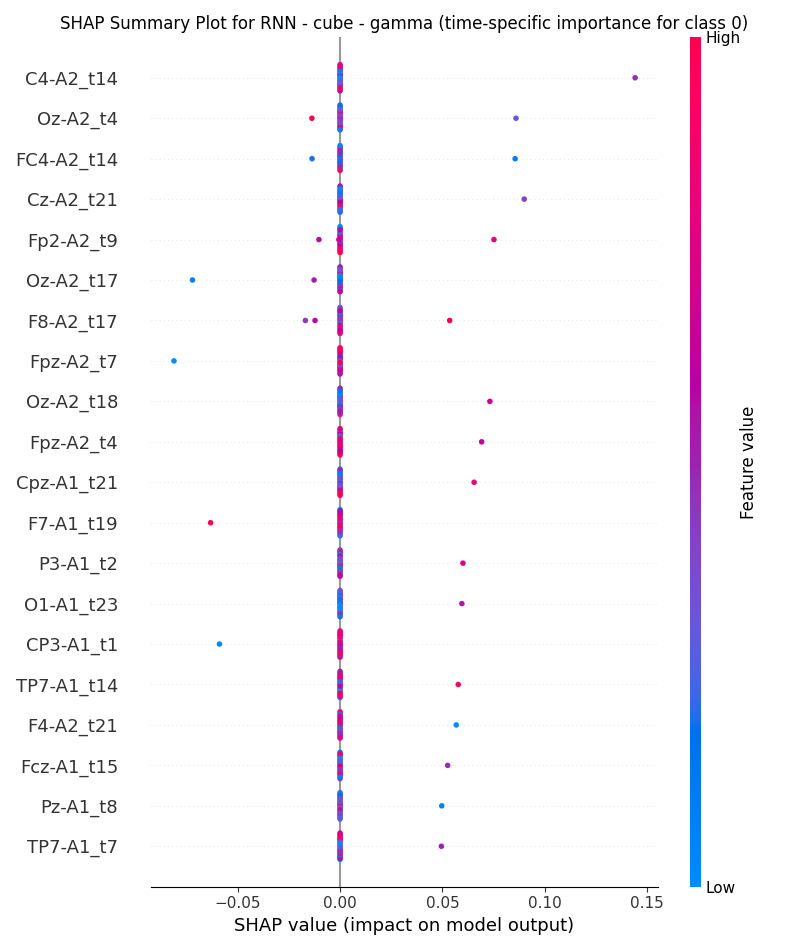 SHAP Summary Plot for RNN - cube - gamma (time-specific importance for class 0)
High
C4-A2_t14
Oz-A2_t4
FC4-A2_t14
Cz-A2_t21
Fp2-A2_t9
Oz-A2_t17
F8-A2_t17
Fpz-A2_t7
Oz-A2_t18
Fpz-A2_t4
Cpz-A1_t21
F7-A1_t19
P3-A1_t2
O1-A1_t23
CP3-A1_t1
TP7-A1_t14
F4-A2_t21
Fcz-A1_t15
Pz-A1_t8
TP7-A1_t7
Feature value
Low
−0.05 0.00 0.05 0.10 0.15
SHAP value (impact on model output)